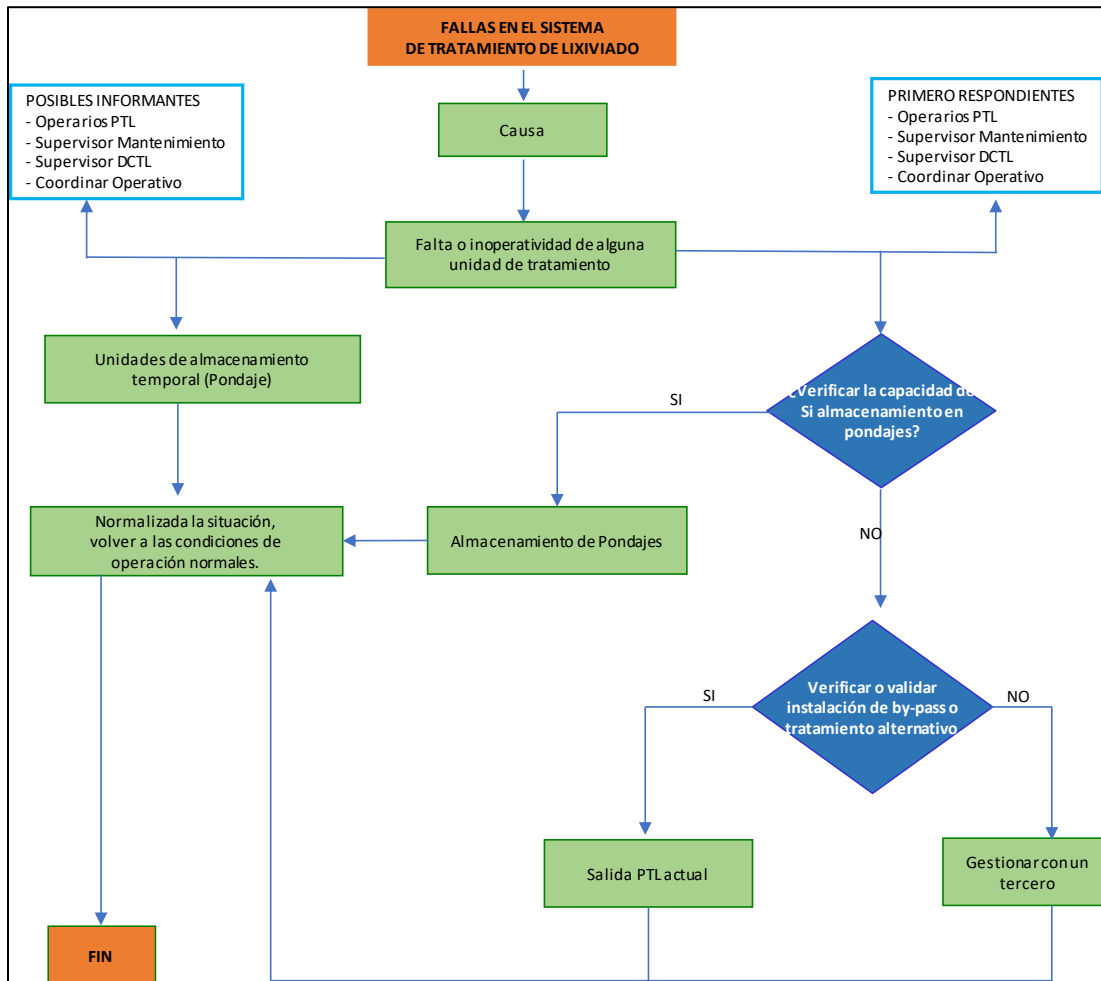 FALLAS EN EL SISTEMA
DE TRATAMIENTO DE LIXIVIADO
POSIBLES INFORMANTES
- Operarios PTL
- Supervisor Mantenimiento
- Supervisor DCTL
- Coordinar Operativo
Causa
PRIMERO RESPONDIENTES
- Operarios PTL
- Supervisor Mantenimiento
- Supervisor DCTL
- Coordinar Operativo
Falta o inoperatividad de alguna
unidad de tratamiento
Unidades de almacenamiento
temporal (Pondaje)
SI
¿Verificar la capacidad de
Si almacenamiento en
pondajes?
Normalizada la situación,
volver a las condiciones de
operación normales.
Almacenamiento de Pondajes
NO
SI
Verificar o validar
instalación de by-pass o
tratamiento alternativo
NO
Salida PTL actual
Gestionar con un
tercero
FIN